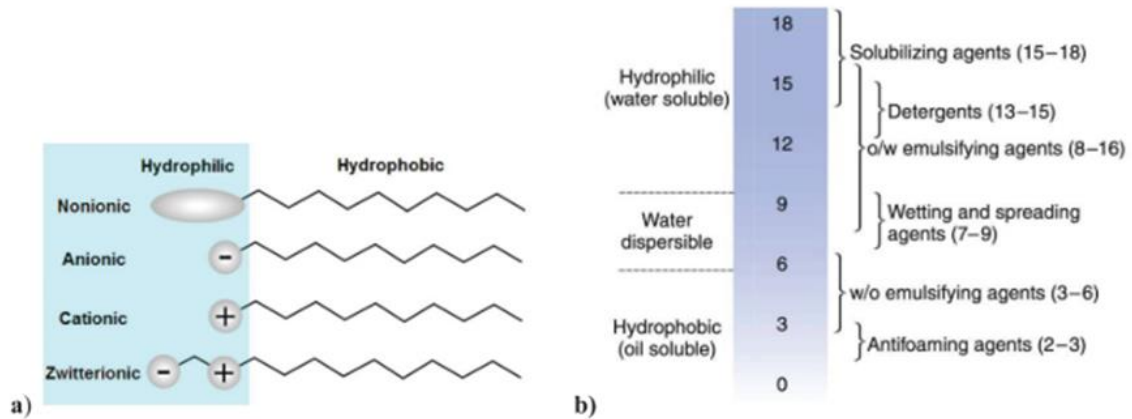 Hydrophilic
Hydrophobic
Nonionic
Anionic
-
Cationic
+
Zwitterionic
-
+
a)
18
15
12
9
6
3
0
Hydrophilic
(water soluble)
Water
dispersible
Hydrophobic
(oil soluble)
Solubilizing agents (15–18)
Detergents (13–15)
o/w emulsifying agents (8–16)
Wetting and spreading
agents (7–9)
w/o emulsifying agents (3–6)
Antifoaming agents (2–3)
b)